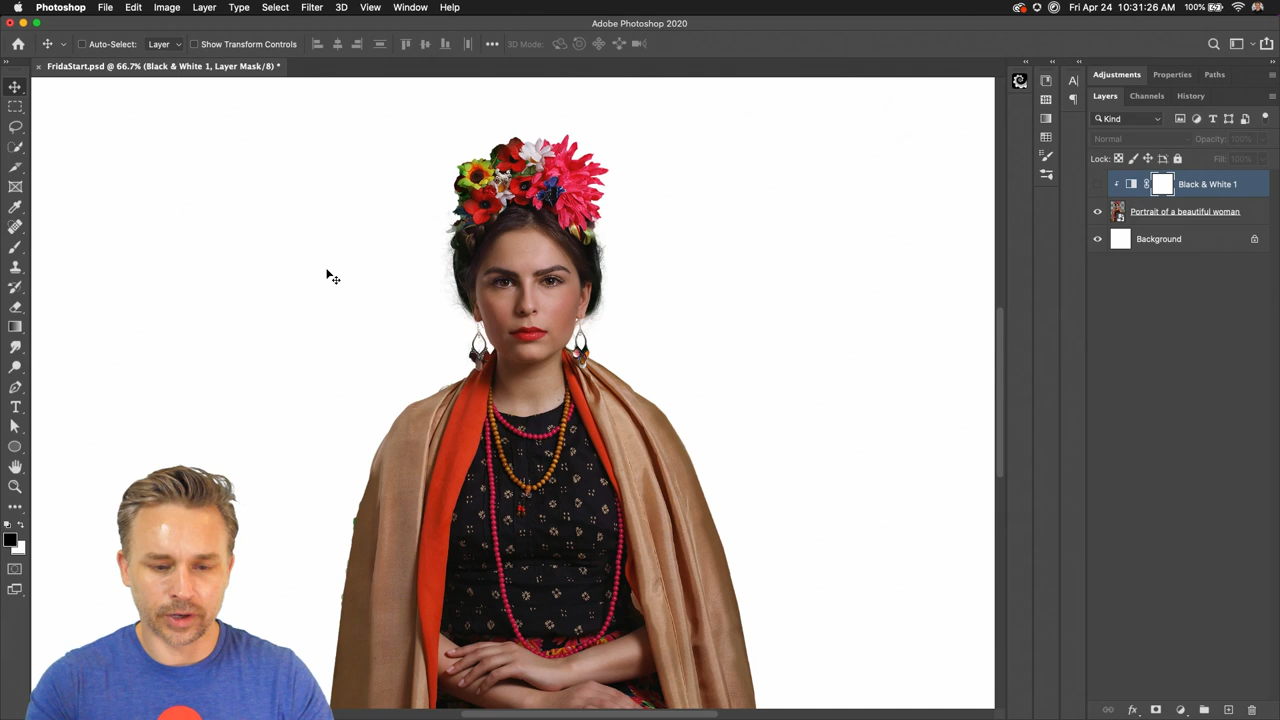 Photoshop File Edit Image Layer Type Select Filter 3D View Window Help 100% Fri Apr 24 10:31:26 AM
Adobe Photoshop 2020
Auto-Select: Layer Show Transform Controls 3D Mode:
FridaStart.psd @ 66.7% (Black & White 1, Layer Mask/8) *
Adjustments Properties Paths
Layers Channels History
Kind
Normal Opacity: 100%
Lock: Fill: 100%
Black & White 1
Portrait of a beautiful woman
Background